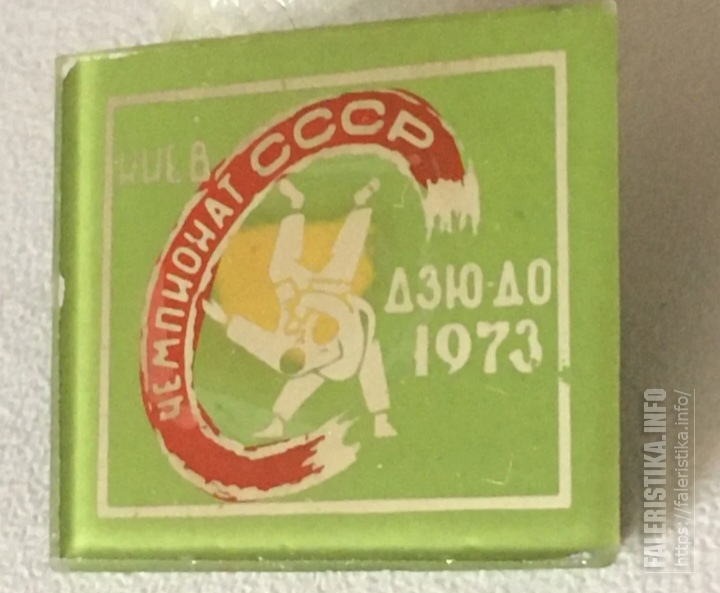 КИЕВ
ЧЕМПИОНАТ СССР
ДЗЮ-ДО
1973
FALERISTIKA.INFO
https://faleristika.info/